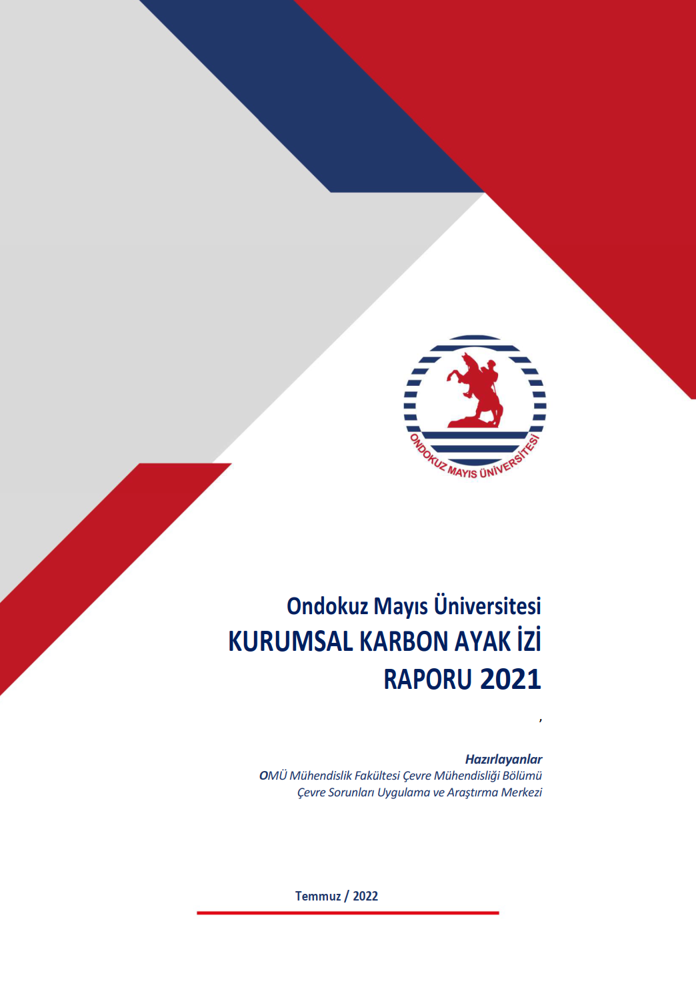 ONDOKUZ MAYIS ÜNİVERSİTESİ
Ondokuz Mayıs Üniversitesi
KURUMSAL KARBON AYAK İZİ
RAPORU 2021
,
Hazırlayanlar
OMÜ Mühendislik Fakültesi Çevre Mühendisliği Bölümü
Çevre Sorunları Uygulama ve Araştırma Merkezi
Temmuz / 2022